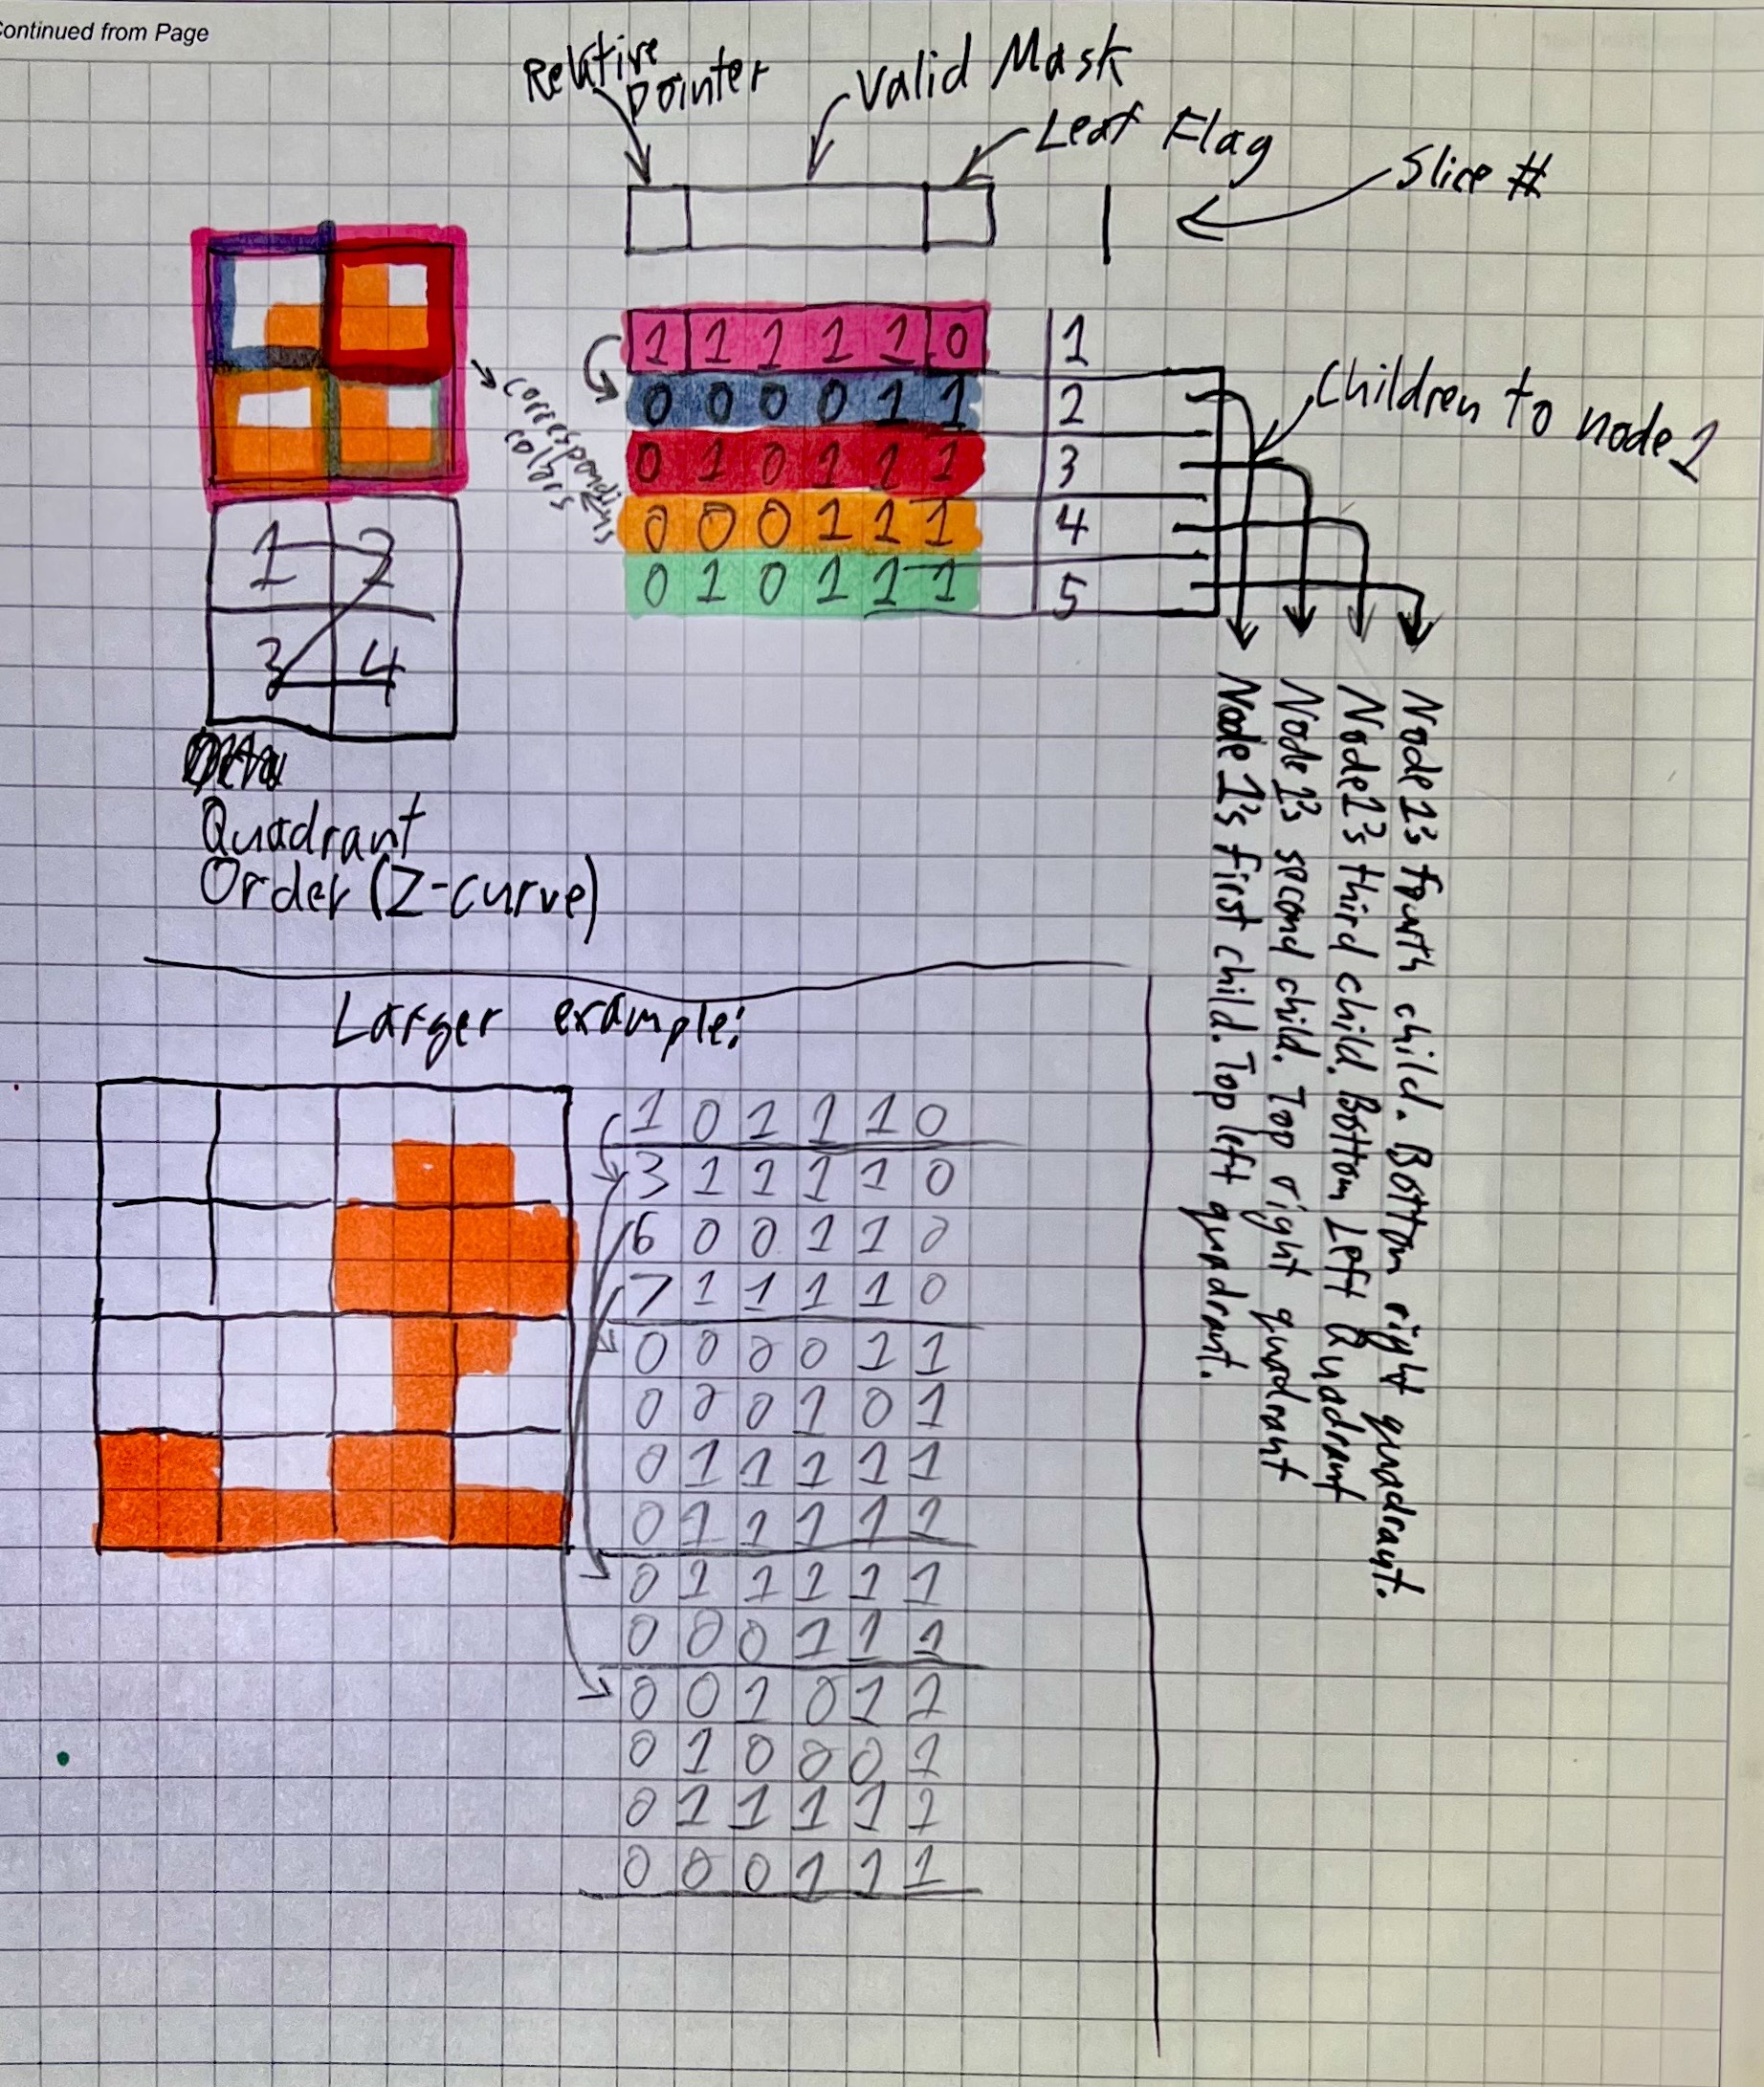 Continued from Page
Relative
pointer
Valid Mask
Leaf Flag
Slice #
1 1 1 1 1 0 1
0 0 0 0 1 1 2
0 1 0 1 1 1 3
0 0 0 1 1 1 4
0 1 0 1 1 1 5
Children to node 1
corresponding
colors
1 2
3 4
Quadrant
Order (Z-curve)
Node 1's fourth child. Bottom right quadrant.
Node 1's third child. Bottom Left Quadrant
Node 1's second child. Top right quadrant
Node 1's first child. Top left quadrant.
Larger example:
1 0 1 1 1 0
3 1 1 1 1 0
6 0 0 1 1 0
7 1 1 1 1 0
0 0 0 0 1 1
0 0 0 1 0 1
0 1 1 1 1 1
0 1 1 1 1 1
0 1 1 1 1 1
0 0 0 1 1 1
0 0 1 0 1 1
0 1 0 0 0 1
0 1 1 1 1 1
0 0 0 1 1 1